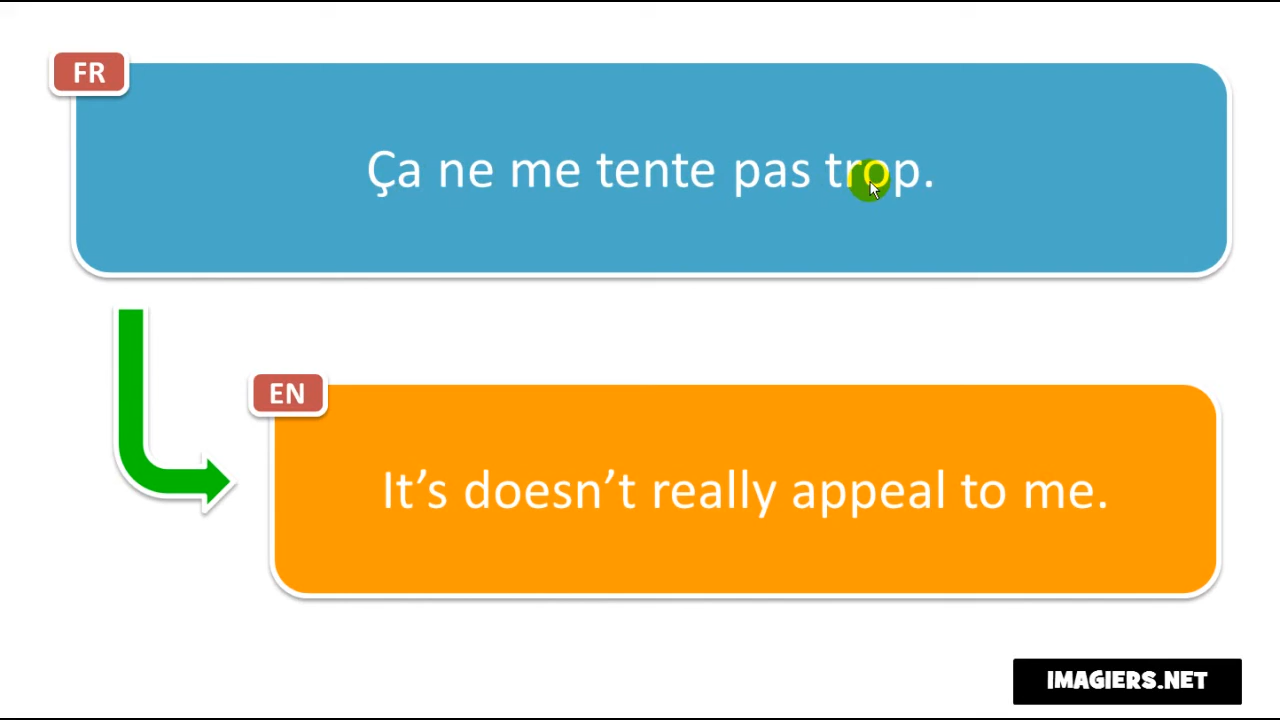 FR
Ça ne me tente pas trop.
EN
It’s doesn’t really appeal to me.
IMAGIERS.NET